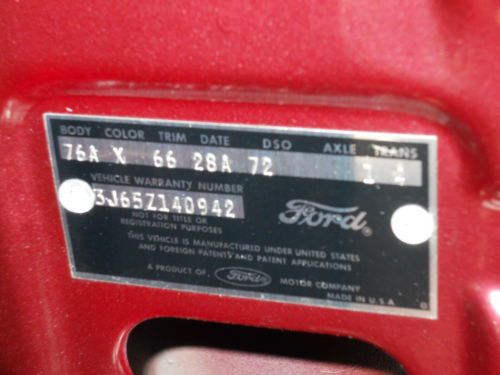 BODY COLOR TRIM DATE DSO AXLE TRANS
76A X 66 28A 72 1 4
VEHICLE WARRANTY NUMBER
3J65Z140942
NOT FOR TITLE OR
REGISTRATION PURPOSES
Ford
THIS VEHICLE IS MANUFACTURED UNDER UNITED STATES
AND FOREIGN PATENTS AND PATENT APPLICATIONS
A PRODUCT OF Ford MOTOR COMPANY
MADE IN U.S.A.